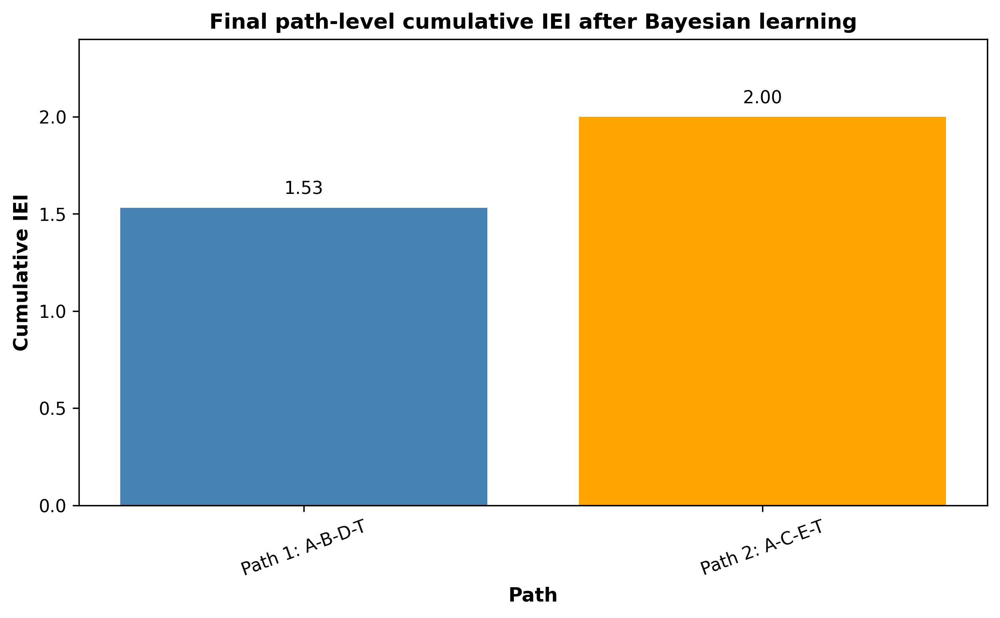 Final path-level cumulative IEI after Bayesian learning
Cumulative IEI
2.0
1.5
1.0
0.5
0.0
1.53
2.00
Path 1: A-B-D-T
Path 2: A-C-E-T
Path